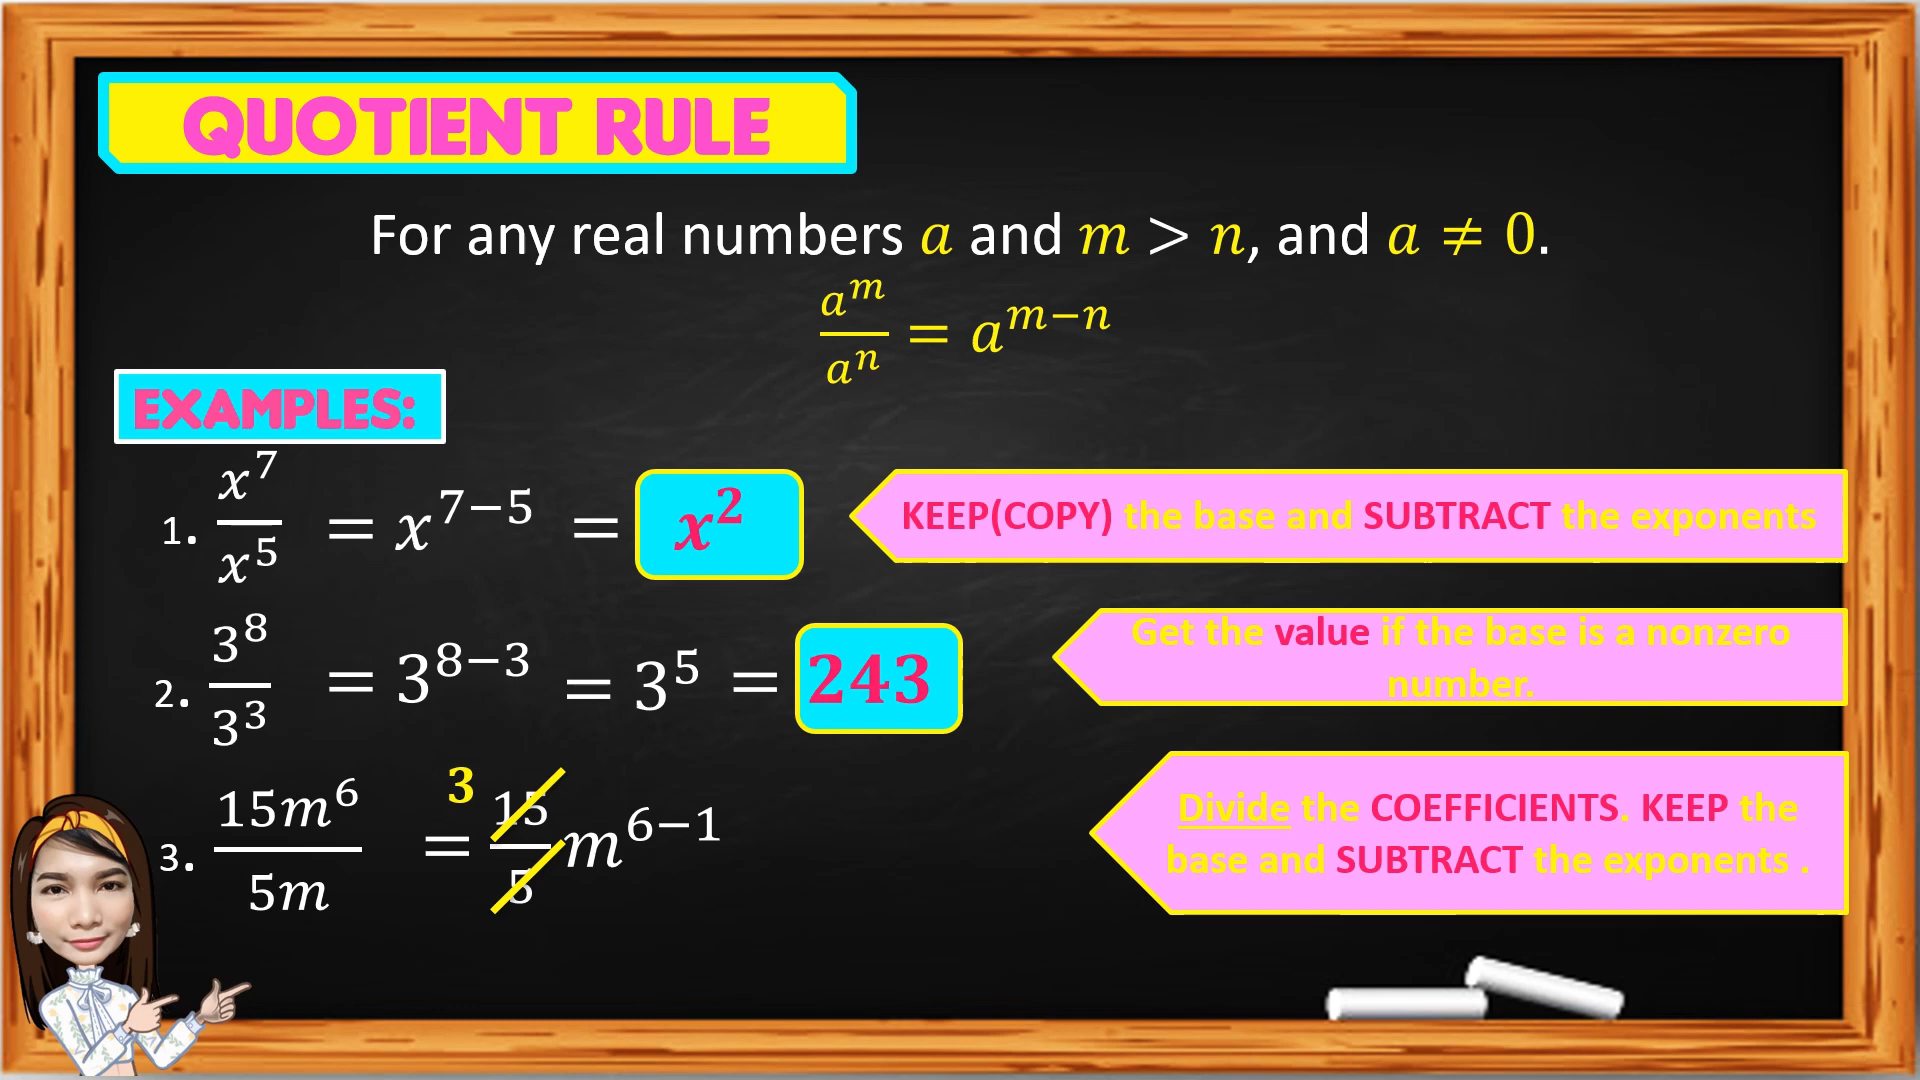 QUOTIENT RULE
For any real numbers a and m > n, and a ≠ 0.
a^m/a^n = a^(m−n)
EXAMPLES:
1. x^7/x^5 = x^(7−5) = x^2
KEEP(COPY) the base and SUBTRACT the exponents
2. 3^8/3^3 = 3^(8−3) = 3^5 = 243
Get the value if the base is a nonzero
number.
3
3. 15m^6/5m = 15/5 m^(6−1)
Divide the COEFFICIENTS. KEEP the
base and SUBTRACT the exponents .